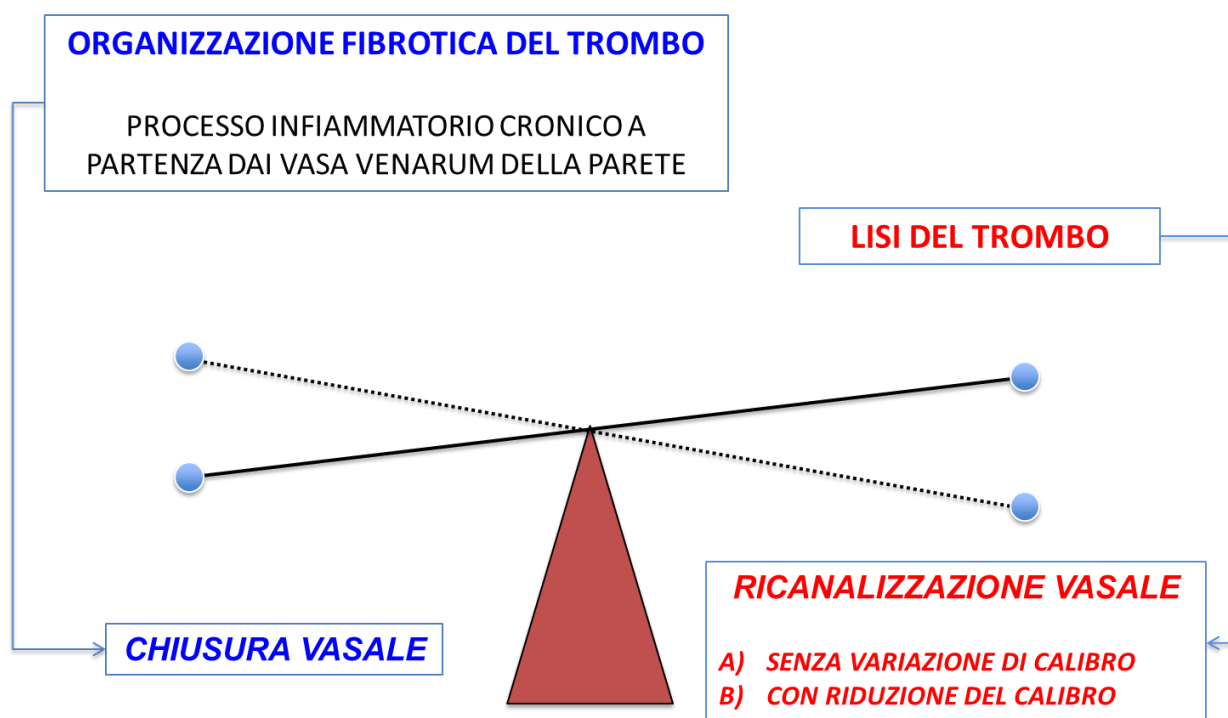 ORGANIZZAZIONE FIBROTICA DEL TROMBO
PROCESSO INFIAMMATORIO CRONICO A
PARTENZA DAI VASA VENARUM DELLA PARETE
LISI DEL TROMBO
CHIUSURA VASALE
RICANALIZZAZIONE VASALE
A) SENZA VARIAZIONE DI CALIBRO
B) CON RIDUZIONE DEL CALIBRO